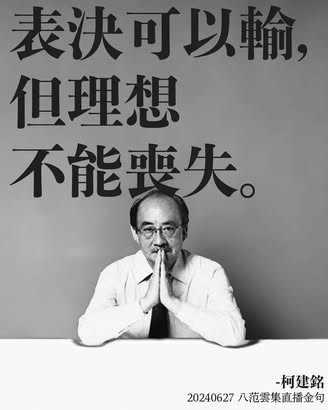 表決可以輸，
但理想
不能喪失。
-柯建銘
20240627 八范雲集直播金句